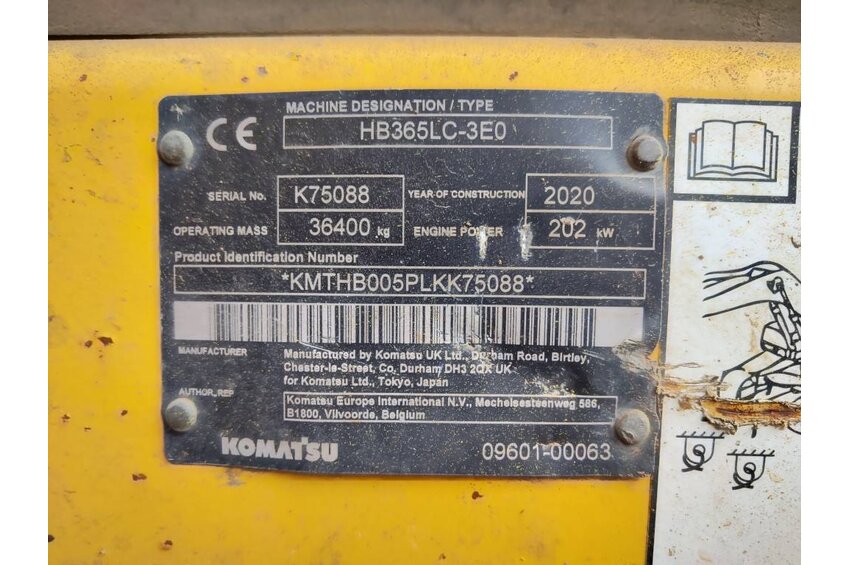 CE
MACHINE DESIGNATION / TYPE
HB365LC-3E0
SERIAL No. K75088 YEAR OF CONSTRUCTION 2020
OPERATING MASS 36400 kg ENGINE POWER 202 kW
Product Identification Number
*KMTHB005PLKK75088*
MANUFACTURER
Manufactured by Komatsu UK Ltd., Durham Road, Birtley,
Chester-le-Street, Co, Durham DH3 2QX UK
for Komatsu Ltd., Tokyo, Japan
AUTHOR, REP
Komatsu Europe International N.V., Mechelsesteenweg 586,
B1800, Vilvoorde, Belgium
KOMATSU
09601-00063